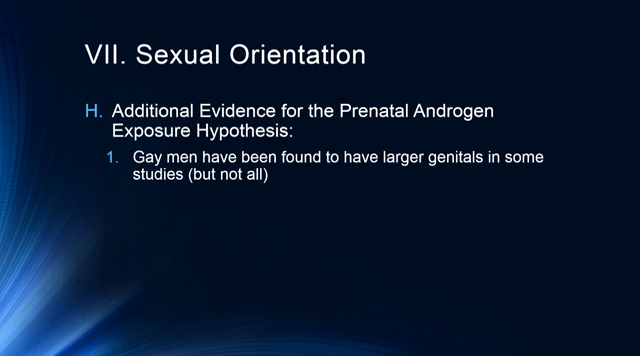 VII. Sexual Orientation
H. Additional Evidence for the Prenatal Androgen
Exposure Hypothesis:
1. Gay men have been found to have larger genitals in some
studies (but not all)